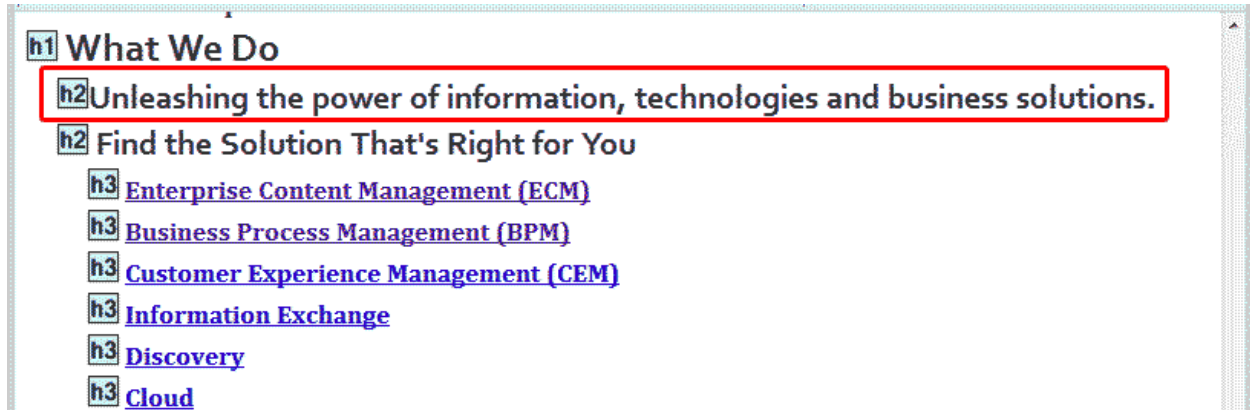 h1 What We Do
h2 Unleashing the power of information, technologies and business solutions.
h2 Find the Solution That's Right for You
h3 Enterprise Content Management (ECM)
h3 Business Process Management (BPM)
h3 Customer Experience Management (CEM)
h3 Information Exchange
h3 Discovery
h3 Cloud